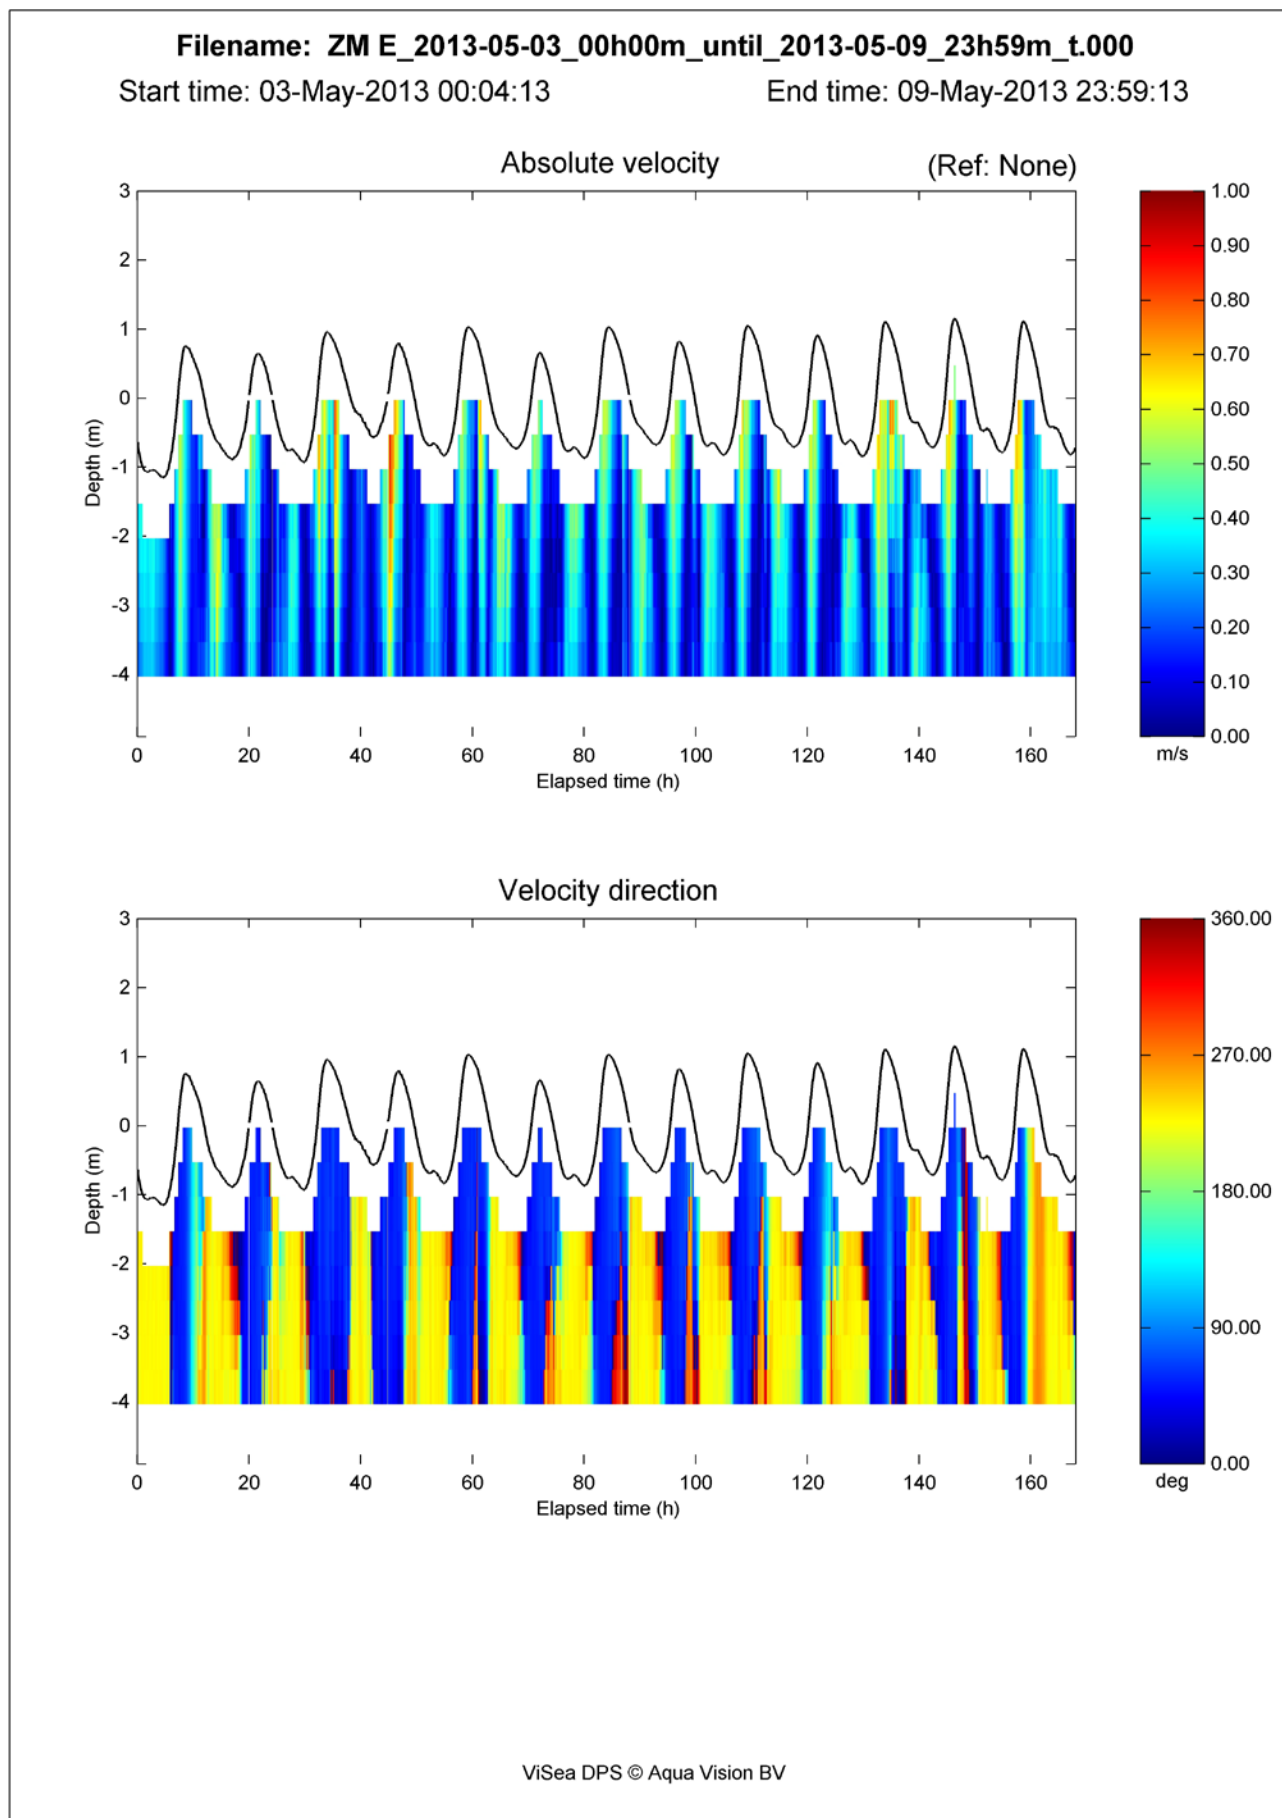 Filename: ZM E_2013-05-03_00h00m_until_2013-05-09_23h59m_t.000
Start time: 03-May-2013 00:04:13 End time: 09-May-2013 23:59:13
Absolute velocity (Ref: None)
3
2
1
0
-1
-2
-3
-4
Depth (m)
0 20 40 60 80 100 120 140 160
Elapsed time (h)
1.00
0.90
0.80
0.70
0.60
0.50
0.40
0.30
0.20
0.10
0.00
m/s
Velocity direction
3
2
1
0
-1
-2
-3
-4
Depth (m)
0 20 40 60 80 100 120 140 160
Elapsed time (h)
360.00
270.00
180.00
90.00
0.00
deg
ViSea DPS © Aqua Vision BV